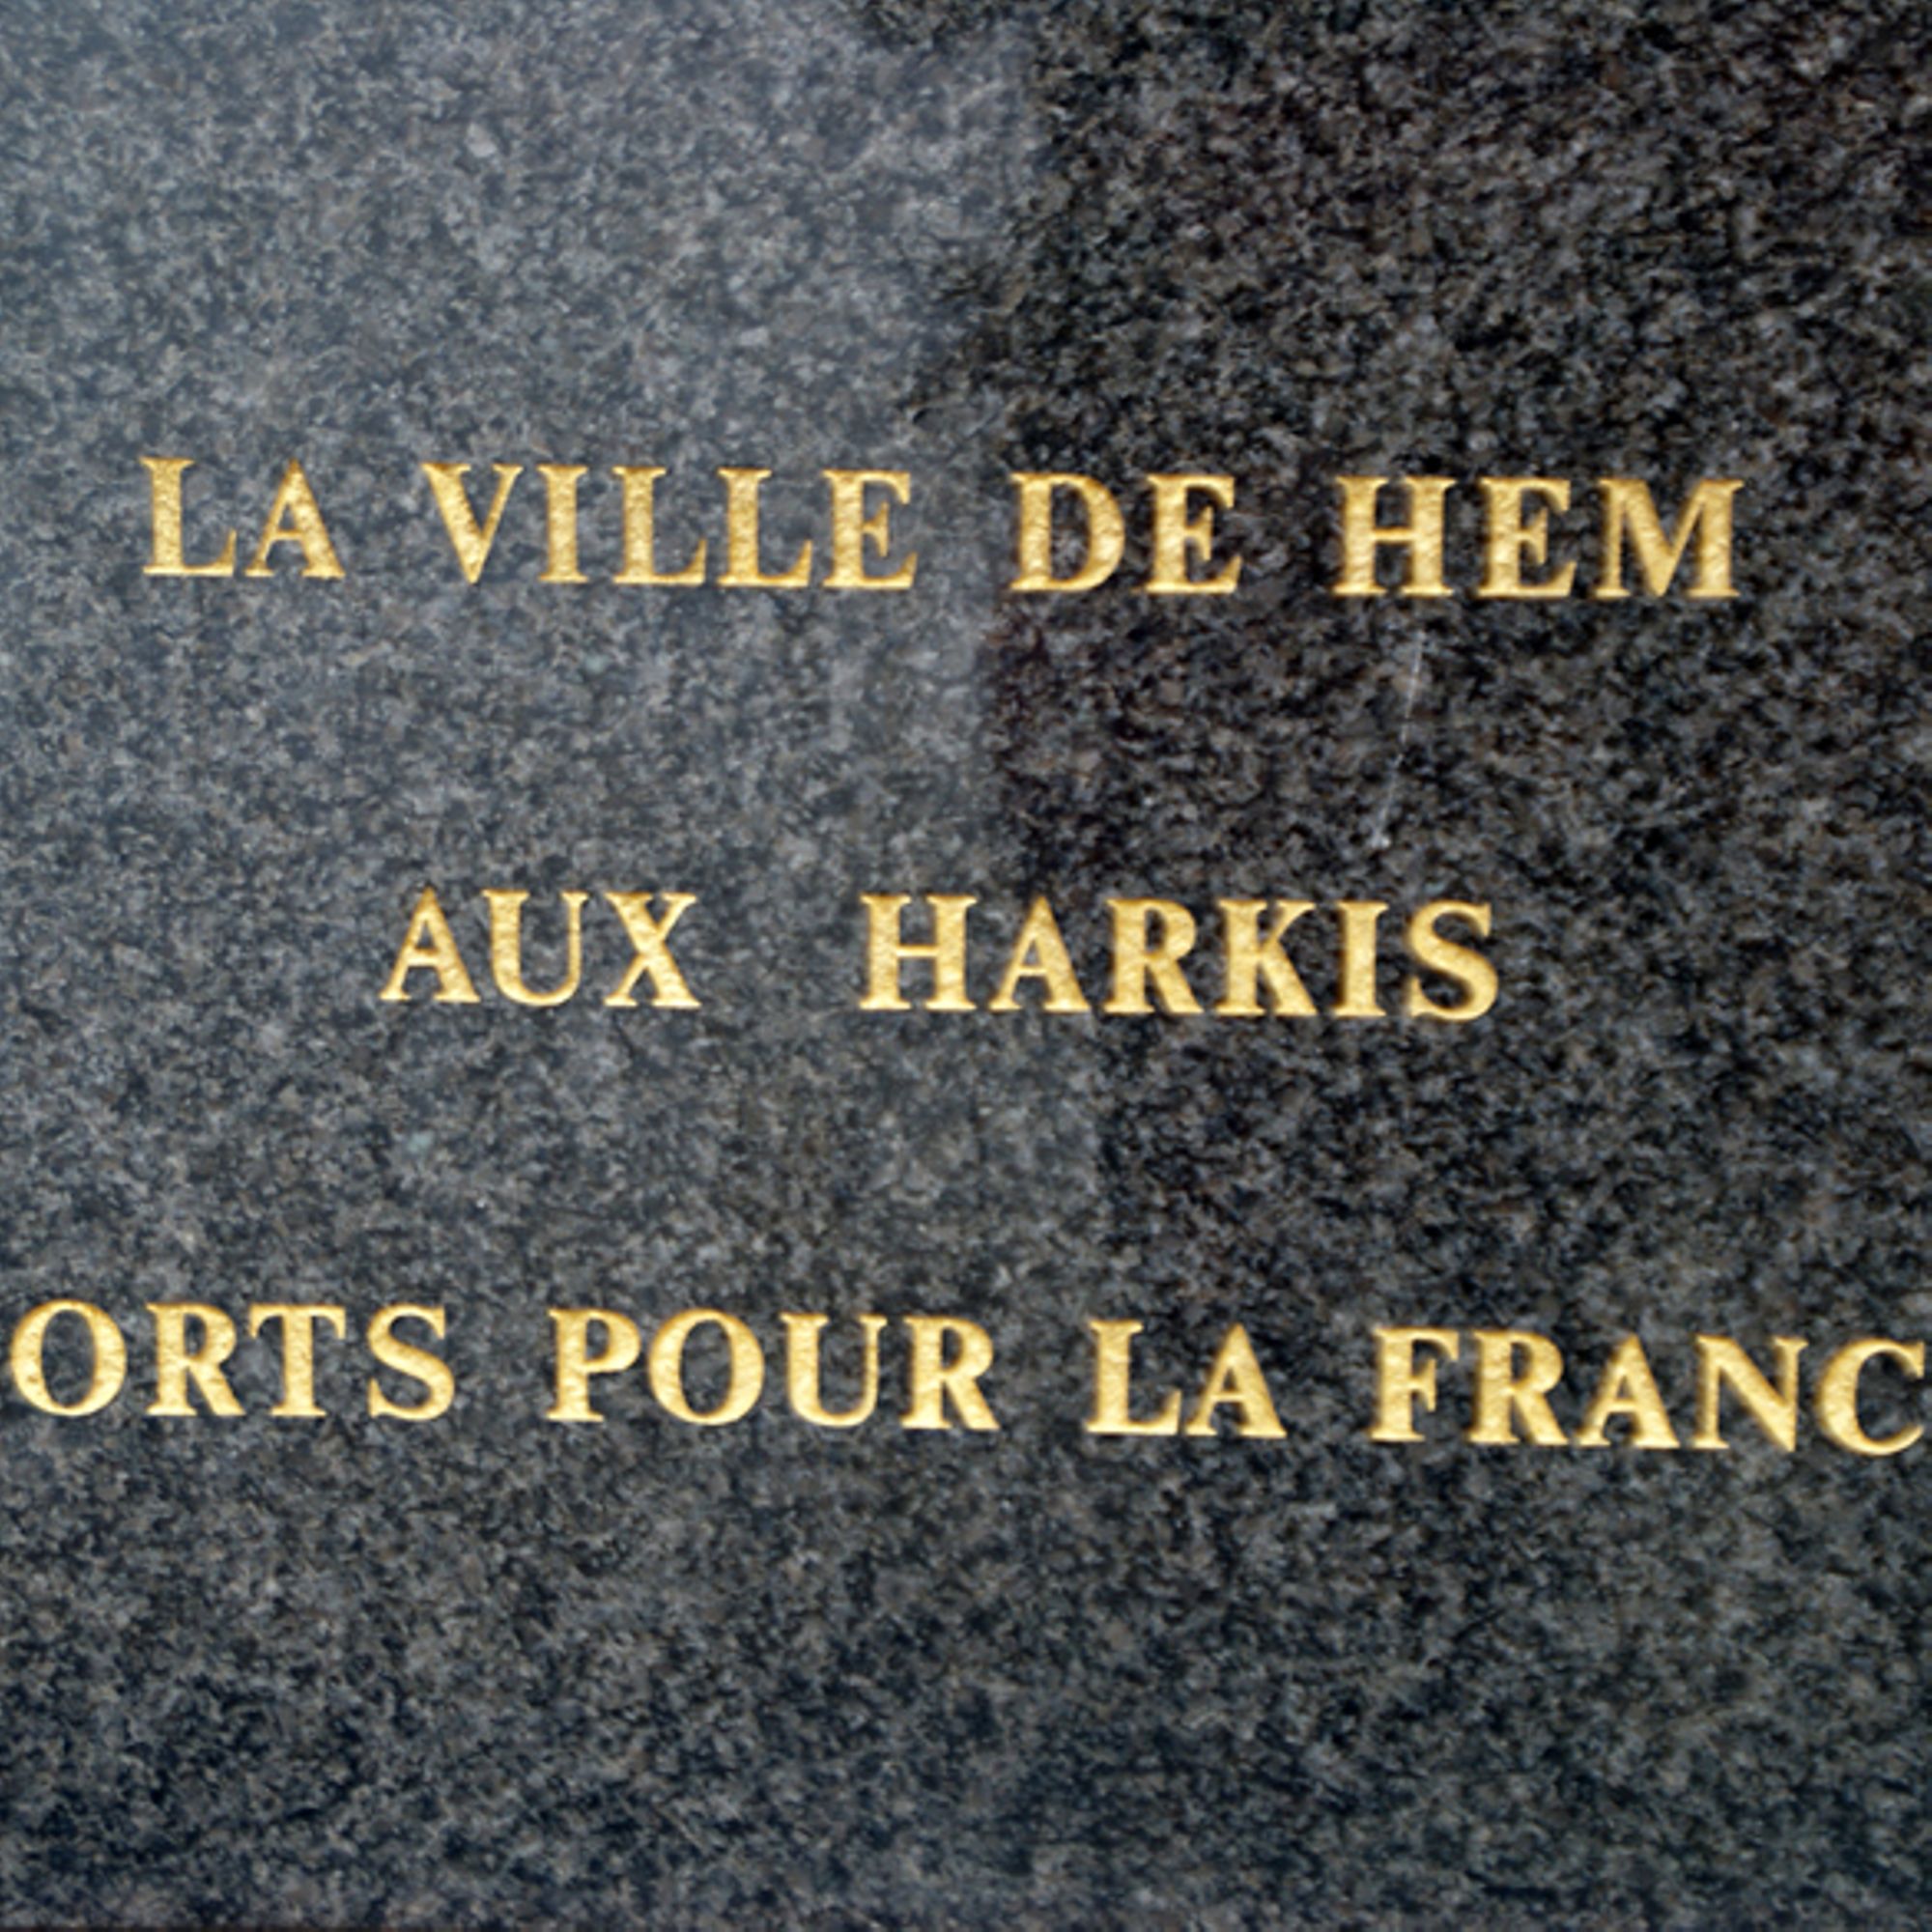 LA VILLE DE HEM
AUX HARKIS
ORTS POUR LA FRANC